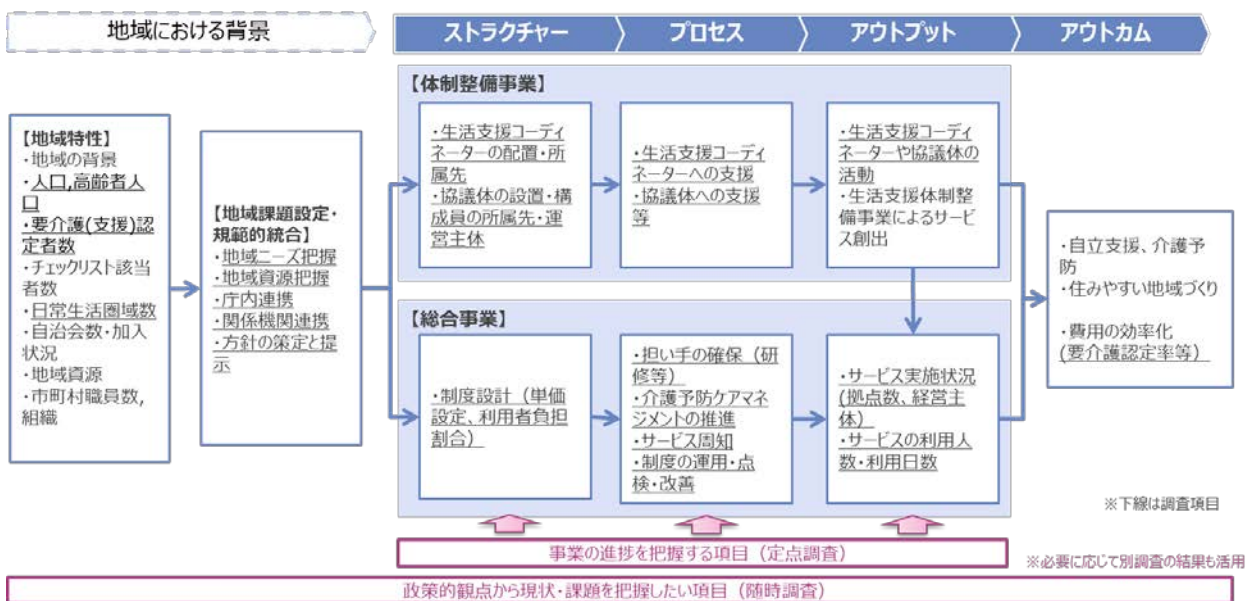 地域における背景
ストラクチャー
プロセス
アウトプット
アウトカム
【地域特性】
・地域の背景
・人口,高齢者人
口
・要介護(支援)認
定者数
・チェックリスト該当
者数
・日常生活圏域数
・自治会数・加入
状況
・地域資源
・市町村職員数,
組織
【地域課題設定・
規範的統合】
・地域ニーズ把握
・地域資源把握
・庁内連携
・関係機関連携
・方針の策定と提
示
【体制整備事業】
・生活支援コーディ
ネーターの配置・所
属先
・協議体の設置・構
成員の所属先・運
営主体
・生活支援コーディ
ネーターへの支援
・協議体への支援
等
・生活支援コーディ
ネーターや協議体の
活動
・生活支援体制整
備事業によるサービ
ス創出
【総合事業】
・制度設計（単価
設定、利用者負担
割合）
・担い手の確保（研
修等）
・介護予防ケアマネ
ジメントの推進
・サービス周知
・制度の運用・点
検・改善
・サービス実施状況
(拠点数、経営主
体）
・サービスの利用人
数・利用日数
・自立支援、介護予
防
・住みやすい地域づくり
・費用の効率化
(要介護認定率等）
※下線は調査項目
事業の進捗を把握する項目（定点調査）
※必要に応じて別調査の結果も活用
政策的観点から現状・課題を把握したい項目（随時調査）